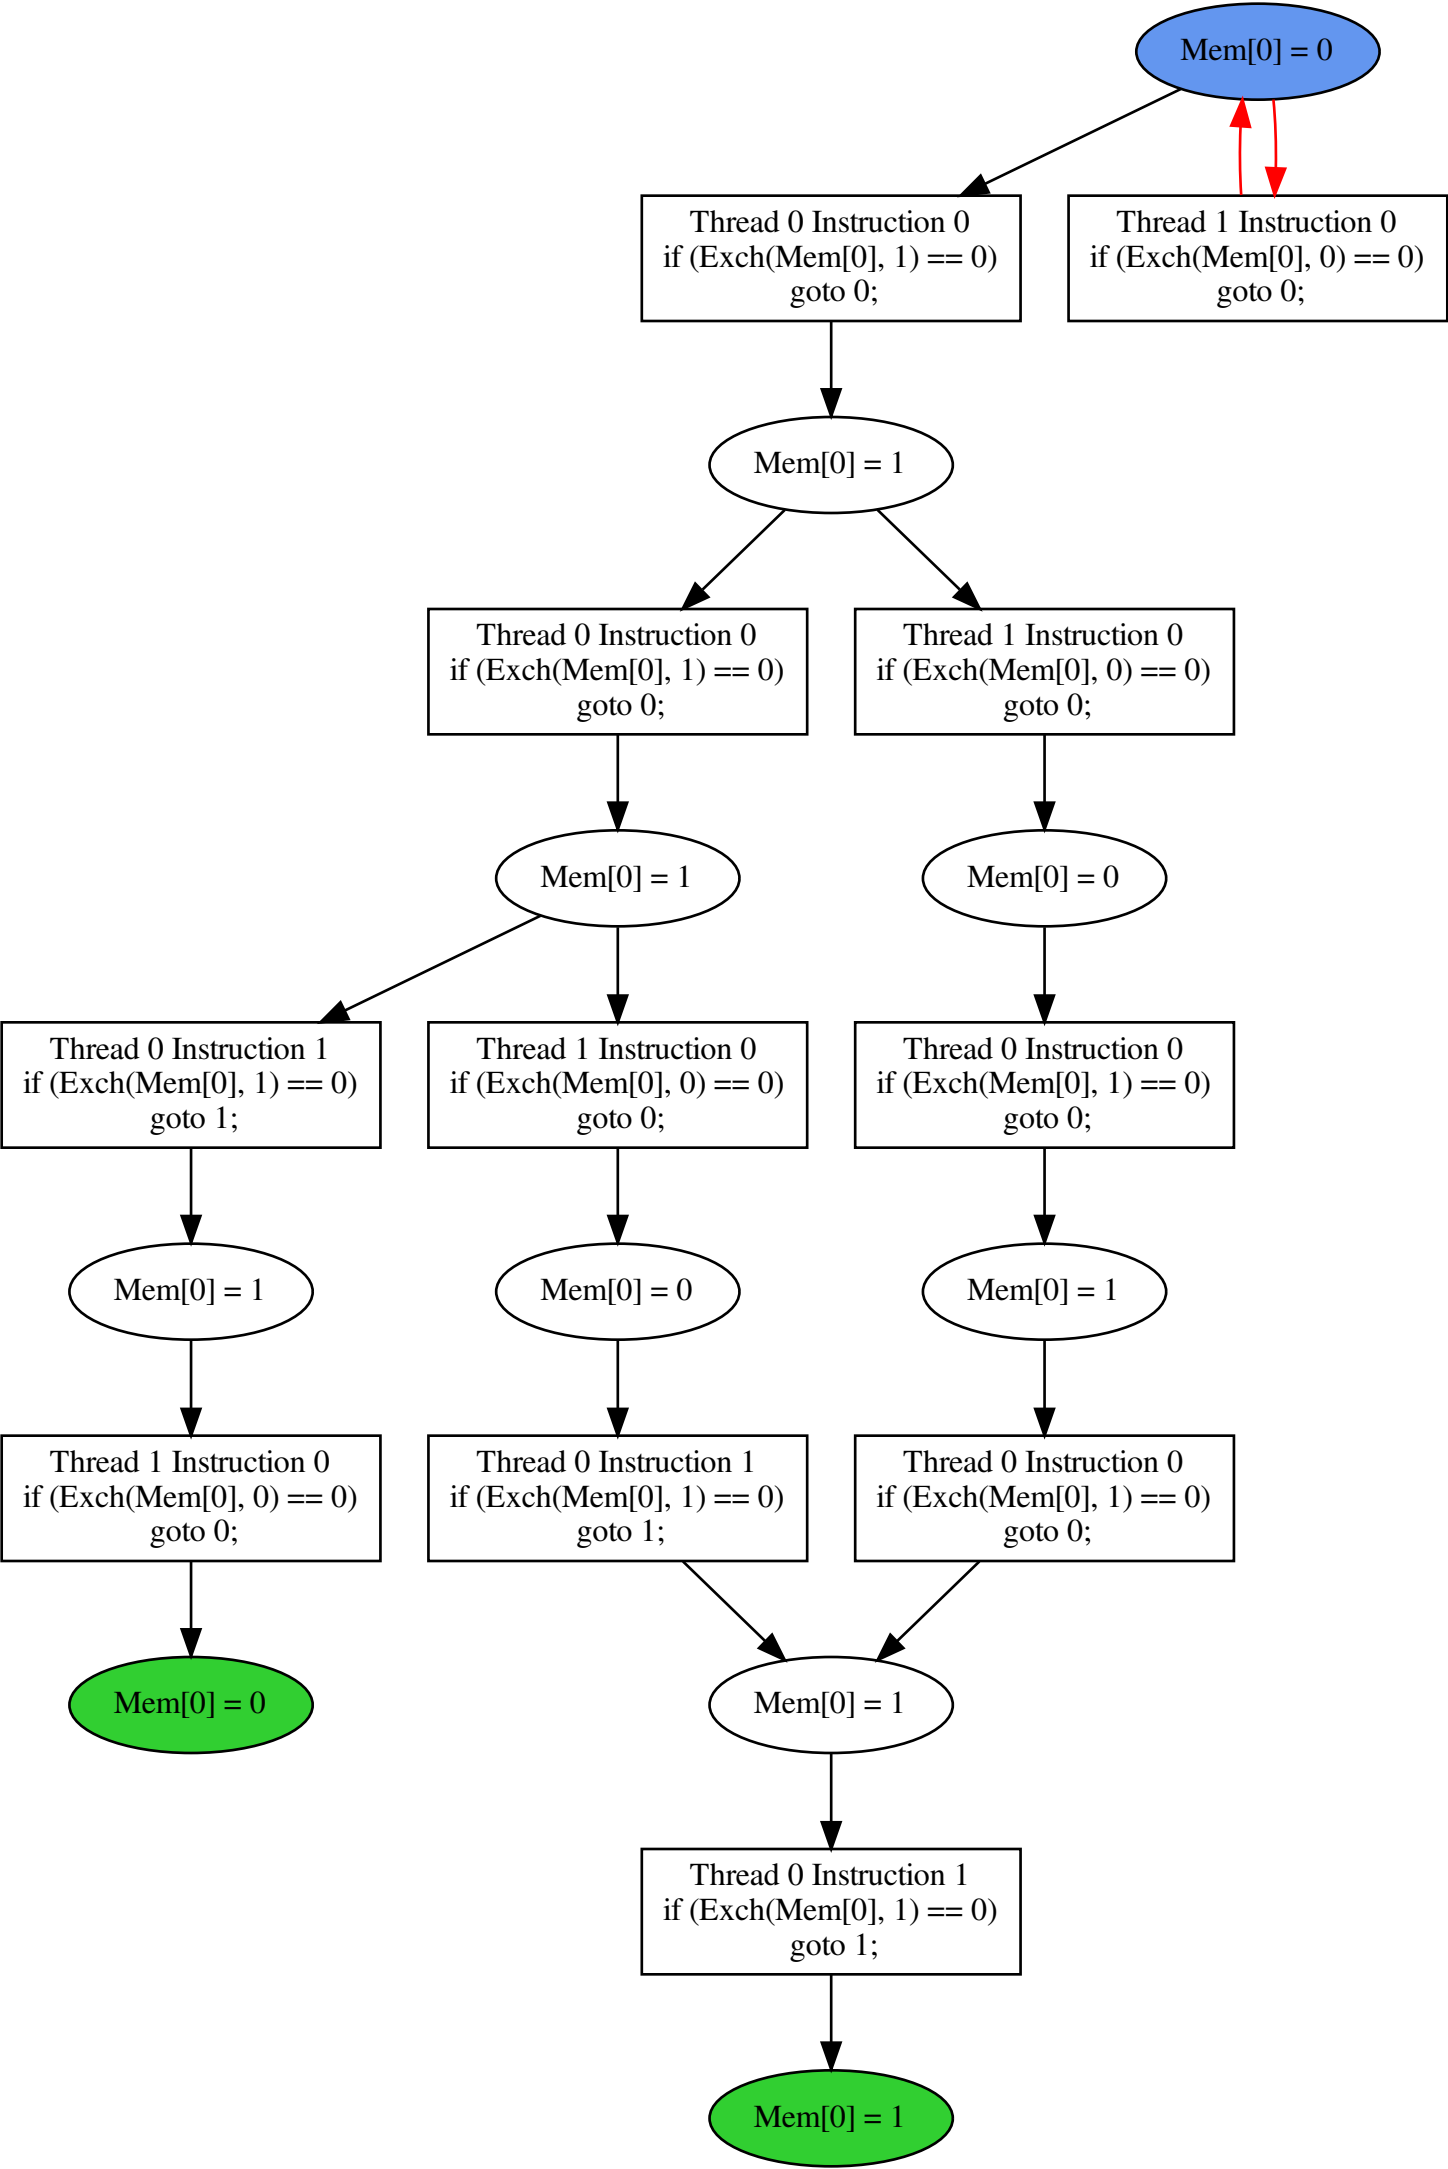 Mem[0] = 0
Thread 0 Instruction 0
if (Exch(Mem[0], 1) == 0)
goto 0;
Thread 1 Instruction 0
if (Exch(Mem[0], 0) == 0)
goto 0;
Mem[0] = 1
Thread 0 Instruction 0
if (Exch(Mem[0], 1) == 0)
goto 0;
Thread 1 Instruction 0
if (Exch(Mem[0], 0) == 0)
goto 0;
Mem[0] = 1
Mem[0] = 0
Thread 0 Instruction 1
if (Exch(Mem[0], 1) == 0)
goto 1;
Thread 1 Instruction 0
if (Exch(Mem[0], 0) == 0)
goto 0;
Thread 0 Instruction 0
if (Exch(Mem[0], 1) == 0)
goto 0;
Mem[0] = 1
Mem[0] = 0
Mem[0] = 1
Thread 1 Instruction 0
if (Exch(Mem[0], 0) == 0)
goto 0;
Thread 0 Instruction 1
if (Exch(Mem[0], 1) == 0)
goto 1;
Thread 0 Instruction 0
if (Exch(Mem[0], 1) == 0)
goto 0;
Mem[0] = 0
Mem[0] = 1
Thread 0 Instruction 1
if (Exch(Mem[0], 1) == 0)
goto 1;
Mem[0] = 1